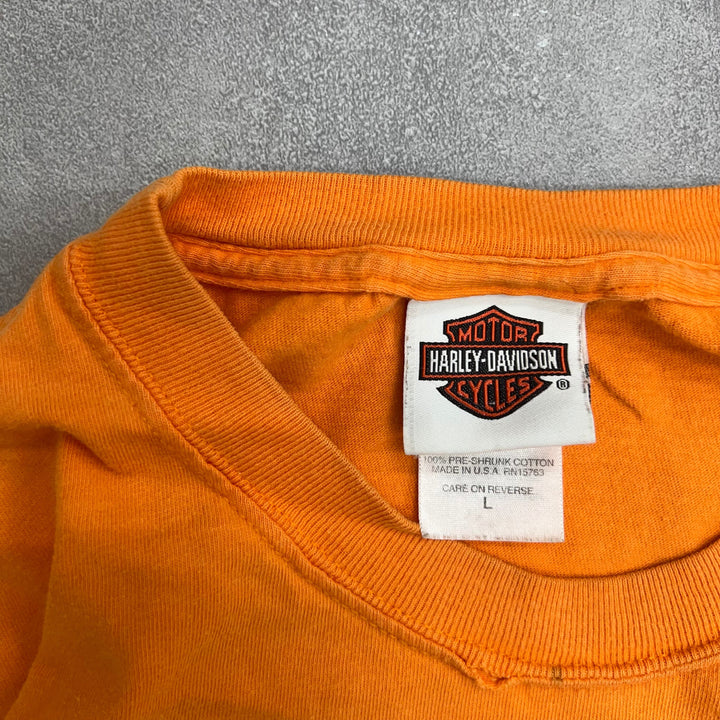 MOTOR
HARLEY-DAVIDSON
CYCLES ®
100% PRE-SHRUNK COTTON
MADE IN U.S.A. RN15763
CARE ON REVERSE
L